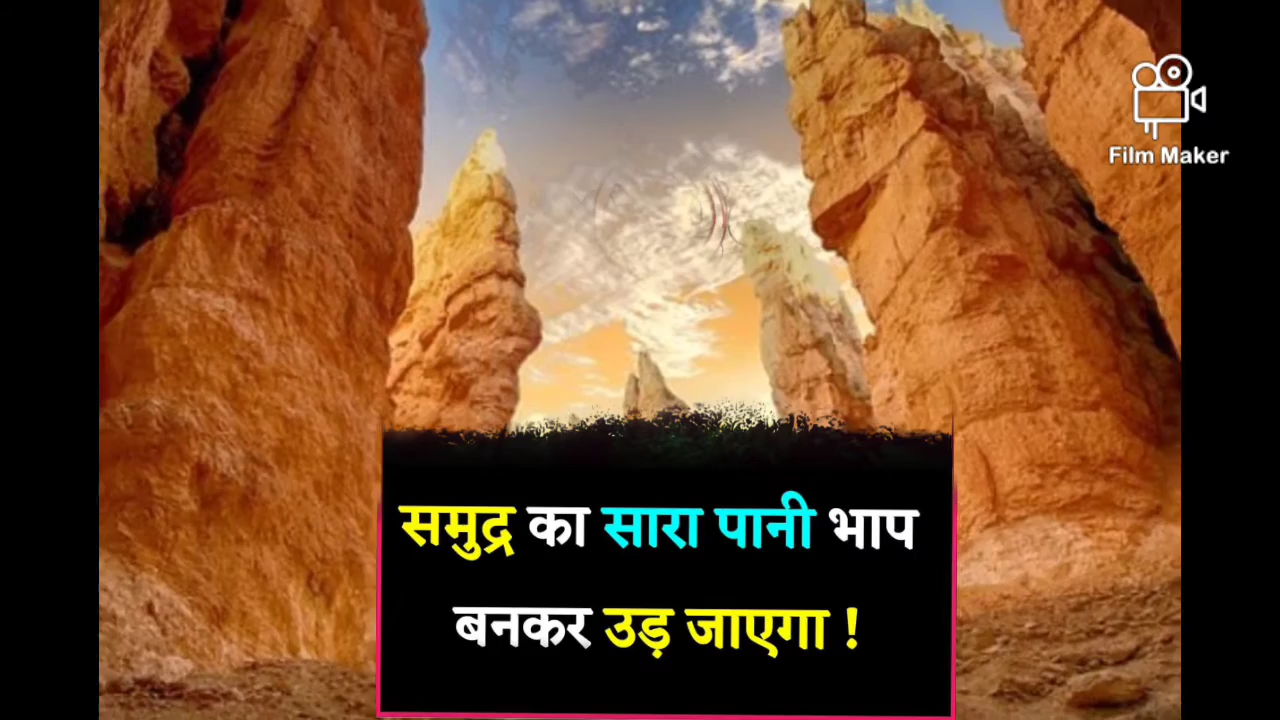 Film Maker
समुद्र का सारा पानी भाप
बनकर उड़ जाएगा !